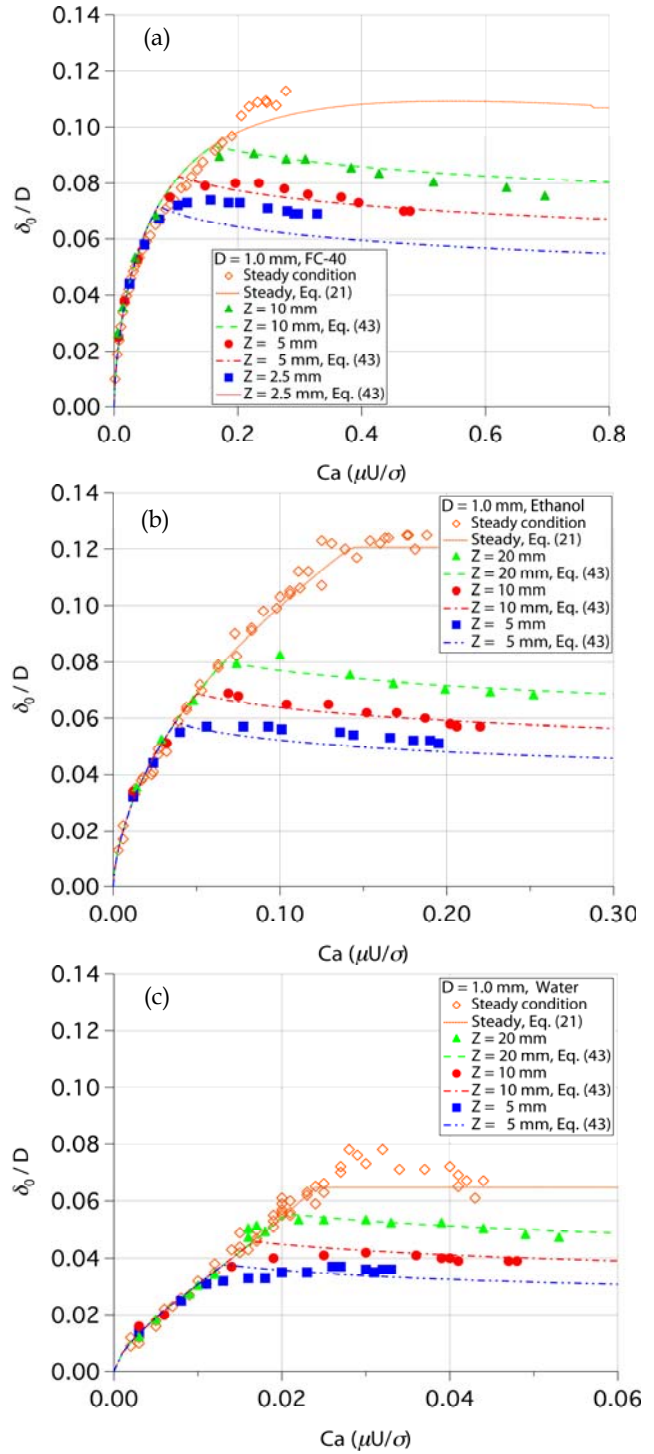 (a)
0.14
0.12
0.10
0.08
0.06
0.04
0.02
0.00
δ₀ / D
D = 1.0 mm, FC-40
Steady condition
Steady, Eq. (21)
Z = 10 mm
Z = 10 mm, Eq. (43)
Z = 5 mm
Z = 5 mm, Eq. (43)
Z = 2.5 mm
Z = 2.5 mm, Eq. (43)
0.0 0.2 0.4 0.6 0.8
Ca (μU/σ)
(b)
0.14
0.12
0.10
0.08
0.06
0.04
0.02
0.00
δ₀ / D
D = 1.0 mm, Ethanol
Steady condition
Steady, Eq. (21)
Z = 20 mm
Z = 20 mm, Eq. (43)
Z = 10 mm
Z = 10 mm, Eq. (43)
Z = 5 mm
Z = 5 mm, Eq. (43)
0.00 0.10 0.20 0.30
Ca (μU/σ)
(c)
0.14
0.12
0.10
0.08
0.06
0.04
0.02
0.00
δ₀ / D
D = 1.0 mm, Water
Steady condition
Steady, Eq. (21)
Z = 20 mm
Z = 20 mm, Eq. (43)
Z = 10 mm
Z = 10 mm, Eq. (43)
Z = 5 mm
Z = 5 mm, Eq. (43)
0.00 0.02 0.04 0.06
Ca (μU/σ)